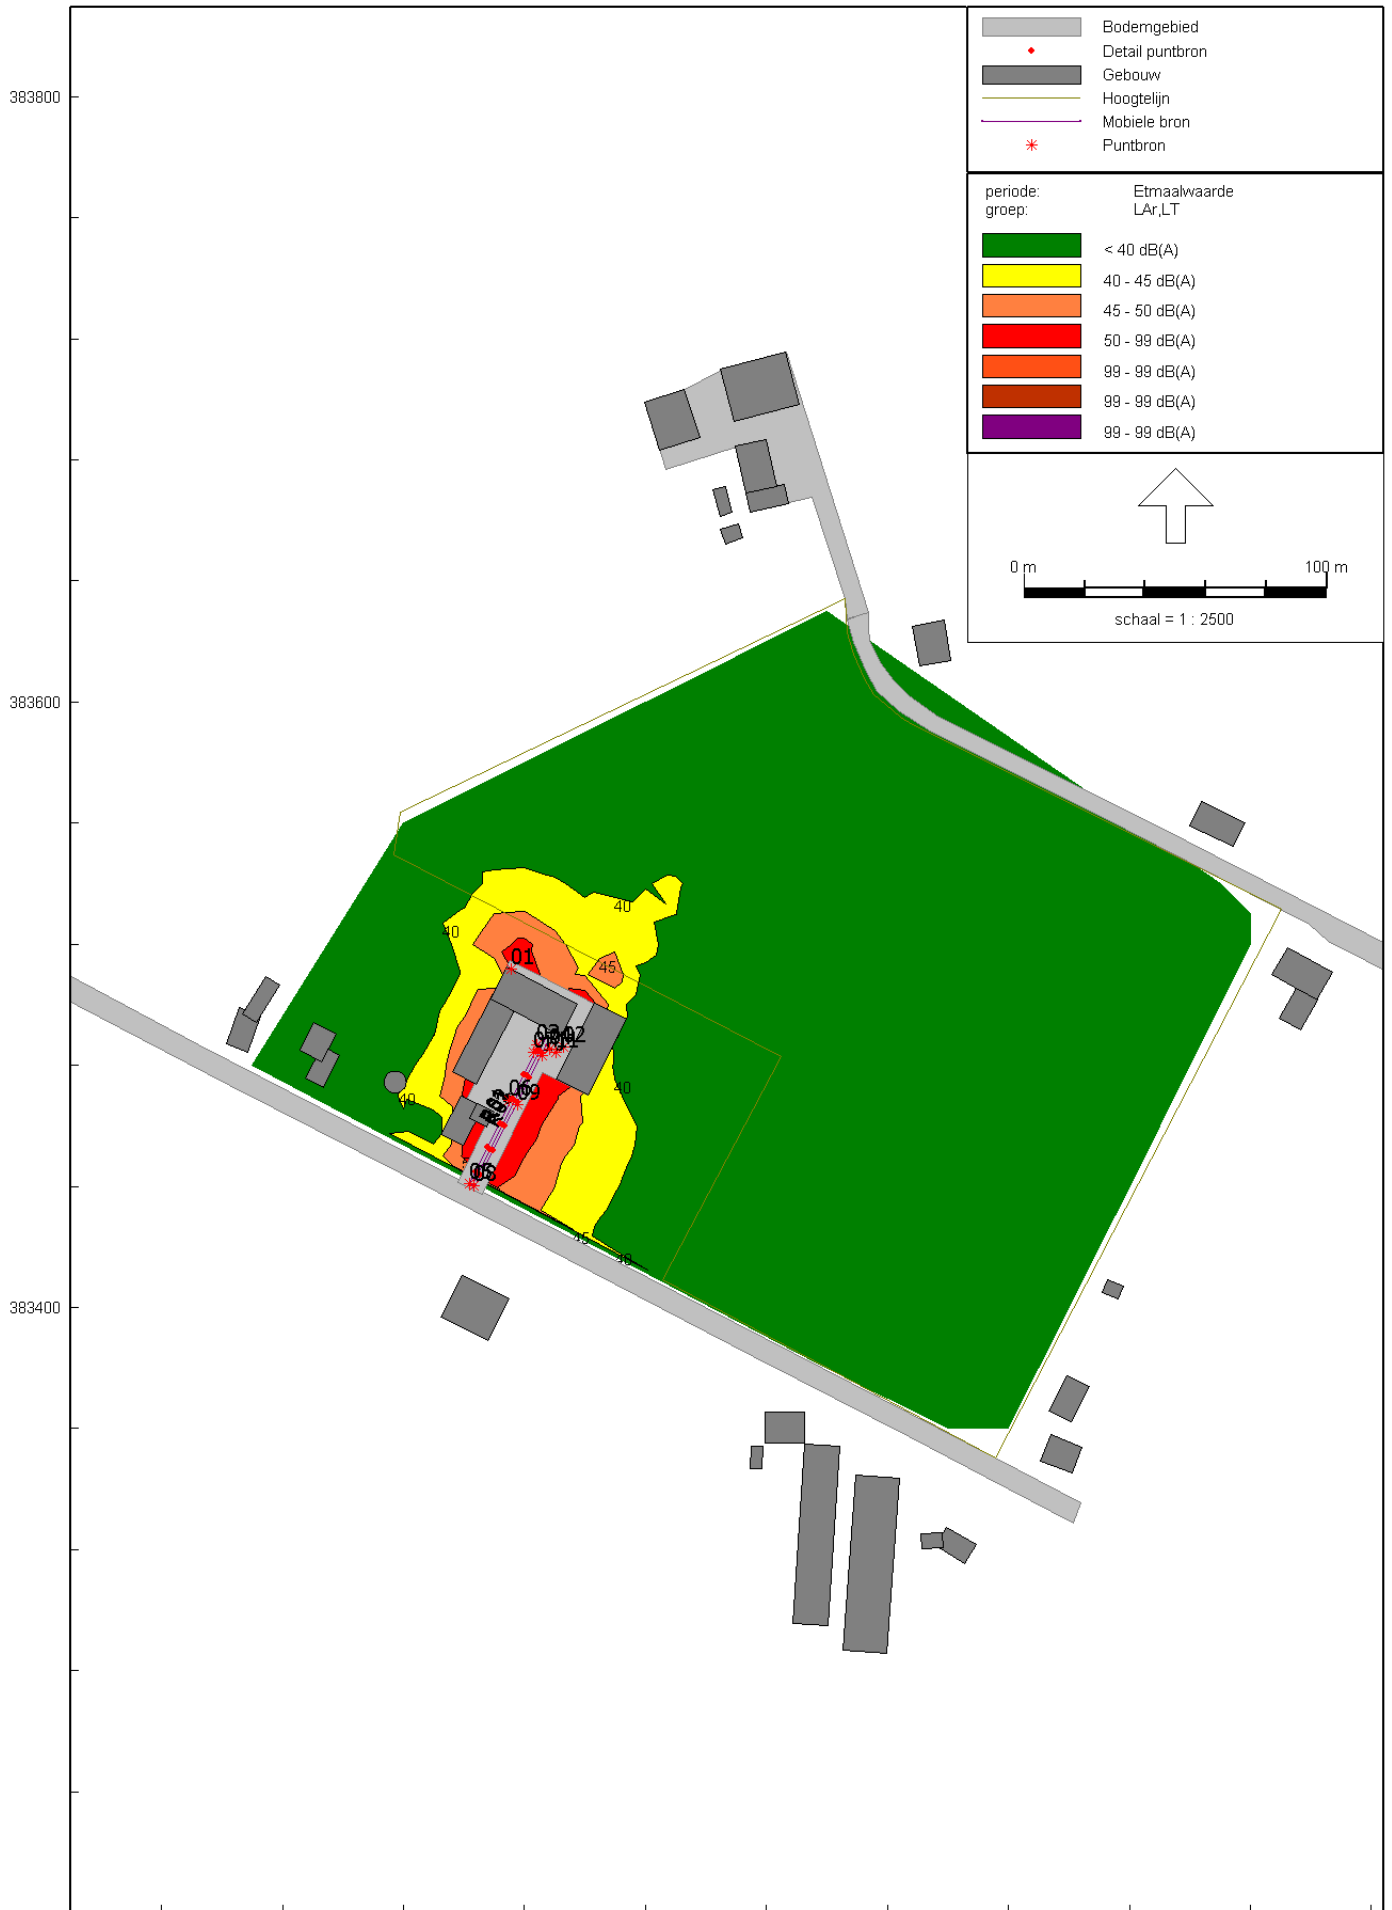 Bodemgebied
Detail puntbron
Gebouw
Hoogtelijn
Mobiele bron
Puntbron
periode: Etmaalwaarde
groep: LAr,LT
< 40 dB(A)
40 - 45 dB(A)
45 - 50 dB(A)
50 - 99 dB(A)
99 - 99 dB(A)
99 - 99 dB(A)
99 - 99 dB(A)
0 m 100 m
schaal = 1 : 2500
383800
383600
383400
40
40
01
45
06
09
40
40
08
45
40